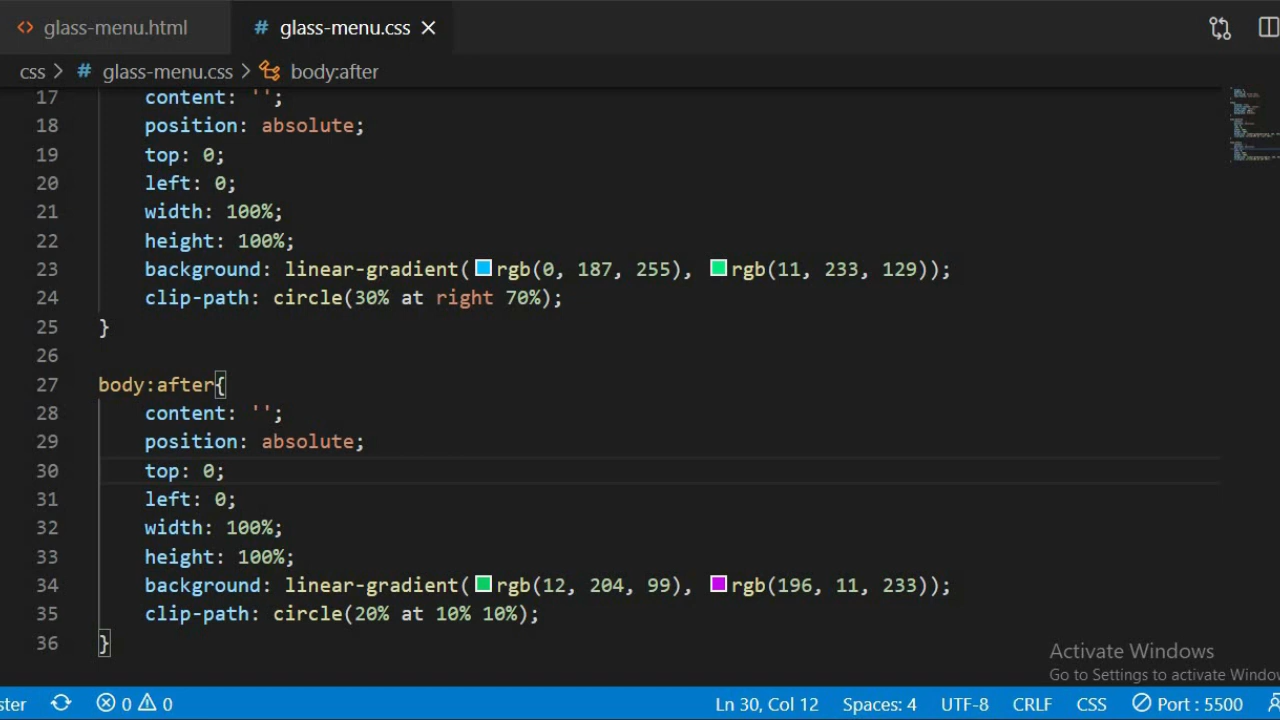 glass-menu.html
# glass-menu.css
css > # glass-menu.css > body:after
17 content: '';
18 position: absolute;
19 top: 0;
20 left: 0;
21 width: 100%;
22 height: 100%;
23 background: linear-gradient(rgb(0, 187, 255), rgb(11, 233, 129));
24 clip-path: circle(30% at right 70%);
25 }
26
27 body:after{
28 content: '';
29 position: absolute;
30 top: 0;
31 left: 0;
32 width: 100%;
33 height: 100%;
34 background: linear-gradient(rgb(12, 204, 99), rgb(196, 11, 233));
35 clip-path: circle(20% at 10% 10%);
36 }
Activate Windows
Go to Settings to activate Windo
ster 0 0 Ln 30, Col 12 Spaces: 4 UTF-8 CRLF CSS Port : 5500